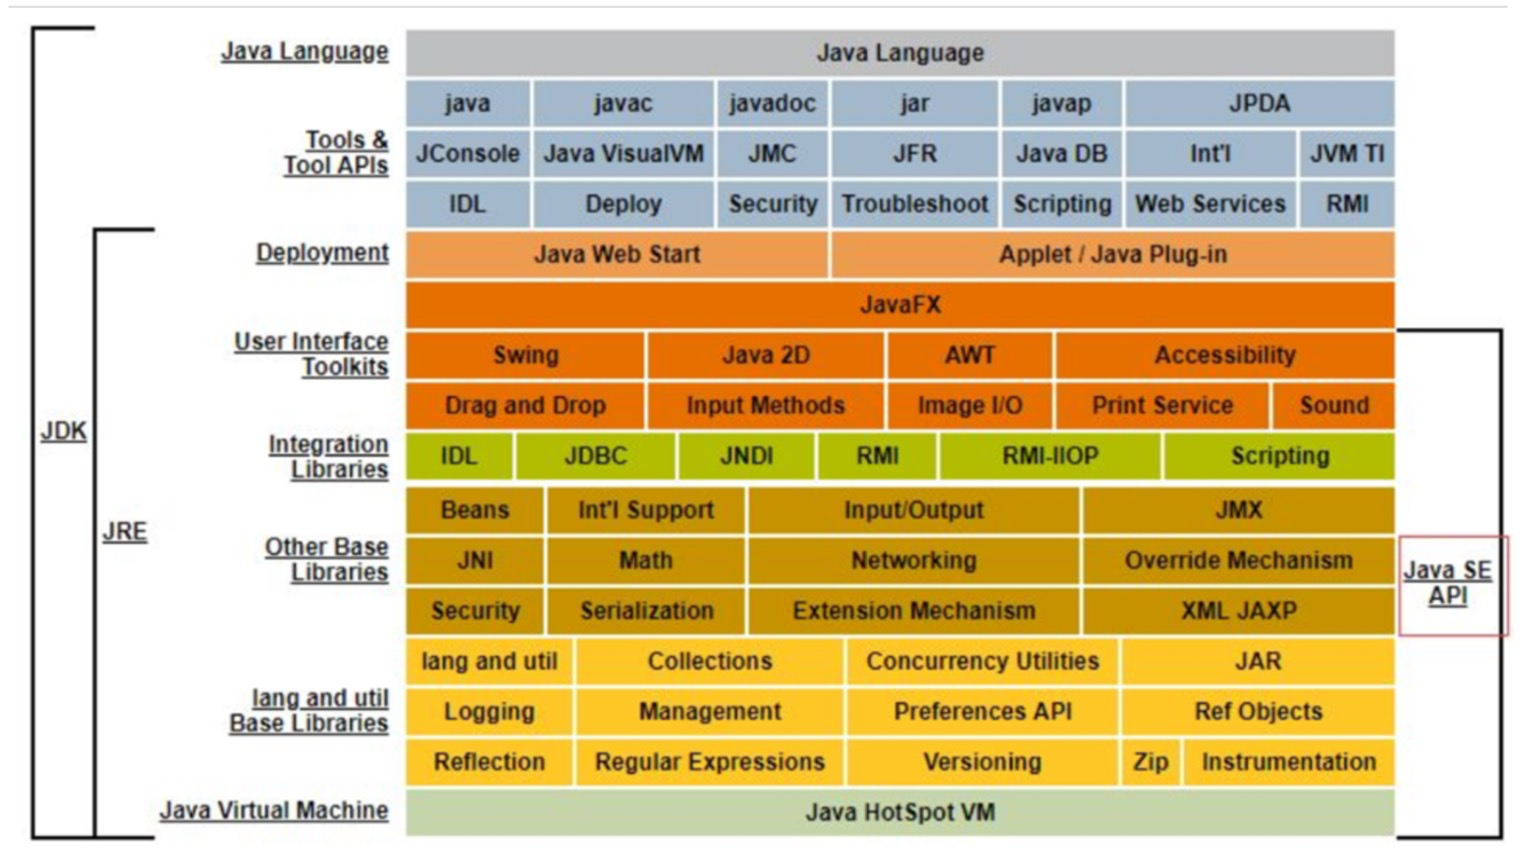 Java Language Java Language
java javac javadoc jar javap JPDA
Tools &
Tool APIs
JConsole Java VisualVM JMC JFR Java DB Int'l JVM TI
IDL Deploy Security Troubleshoot Scripting Web Services RMI
Deployment Java Web Start Applet / Java Plug-in
JavaFX
User Interface
Toolkits
Swing Java 2D AWT Accessibility
Drag and Drop Input Methods Image I/O Print Service Sound
JDK
Integration
Libraries
IDL JDBC JNDI RMI RMI-IIOP Scripting
Beans Int'l Support Input/Output JMX
JRE
Other Base
Libraries
JNI Math Networking Override Mechanism
Java SE
API
Security Serialization Extension Mechanism XML JAXP
lang and util Collections Concurrency Utilities JAR
lang and util
Base Libraries
Logging Management Preferences API Ref Objects
Reflection Regular Expressions Versioning Zip Instrumentation
Java Virtual Machine Java HotSpot VM